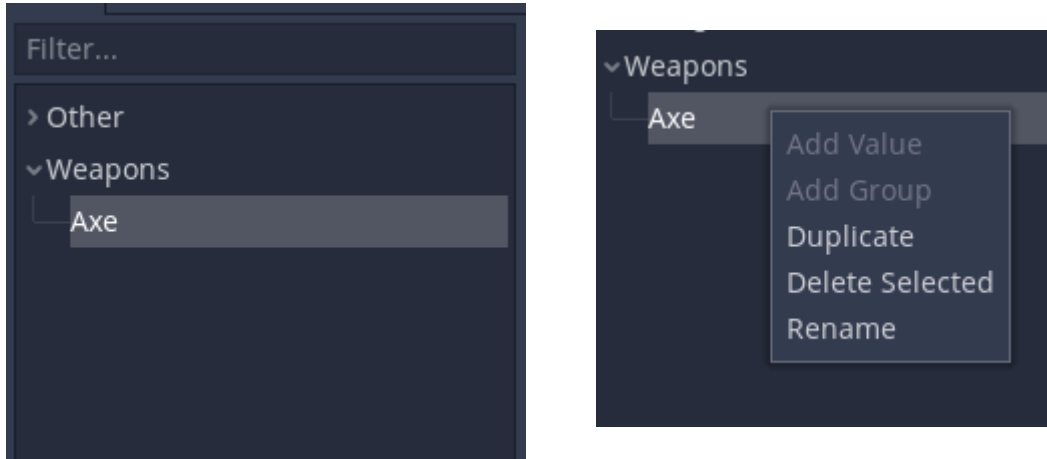 Filter...
Other
Weapons
Axe
Weapons
Axe
Add Value
Add Group
Duplicate
Delete Selected
Rename